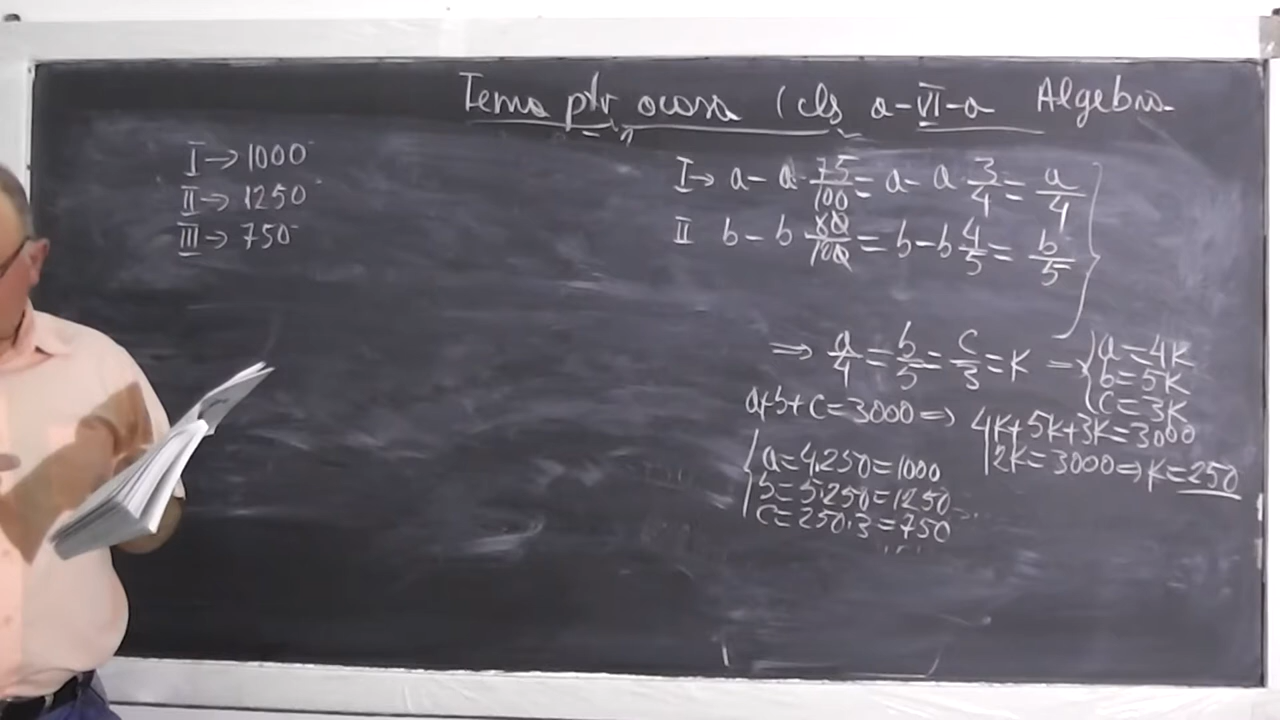 Tema ptr acasa (cls a-VI-a Algebra
I → 1000
II → 1250
III → 750
I → a - a · 75/100 = a - a · 3/4 = a/4
II b - b 80/100 = b - b 4/5 = b/5
⇒ a/4 = b/5 = c/3 = K ⇒ { a = 4K
b = 5K
c = 3K
a+b+c = 3000 ⇒ 4K+5K+3K = 3000
12K = 3000 ⇒ K = 250
{ a = 4.250 = 1000
b = 5.250 = 1250
c = 250.3 = 750